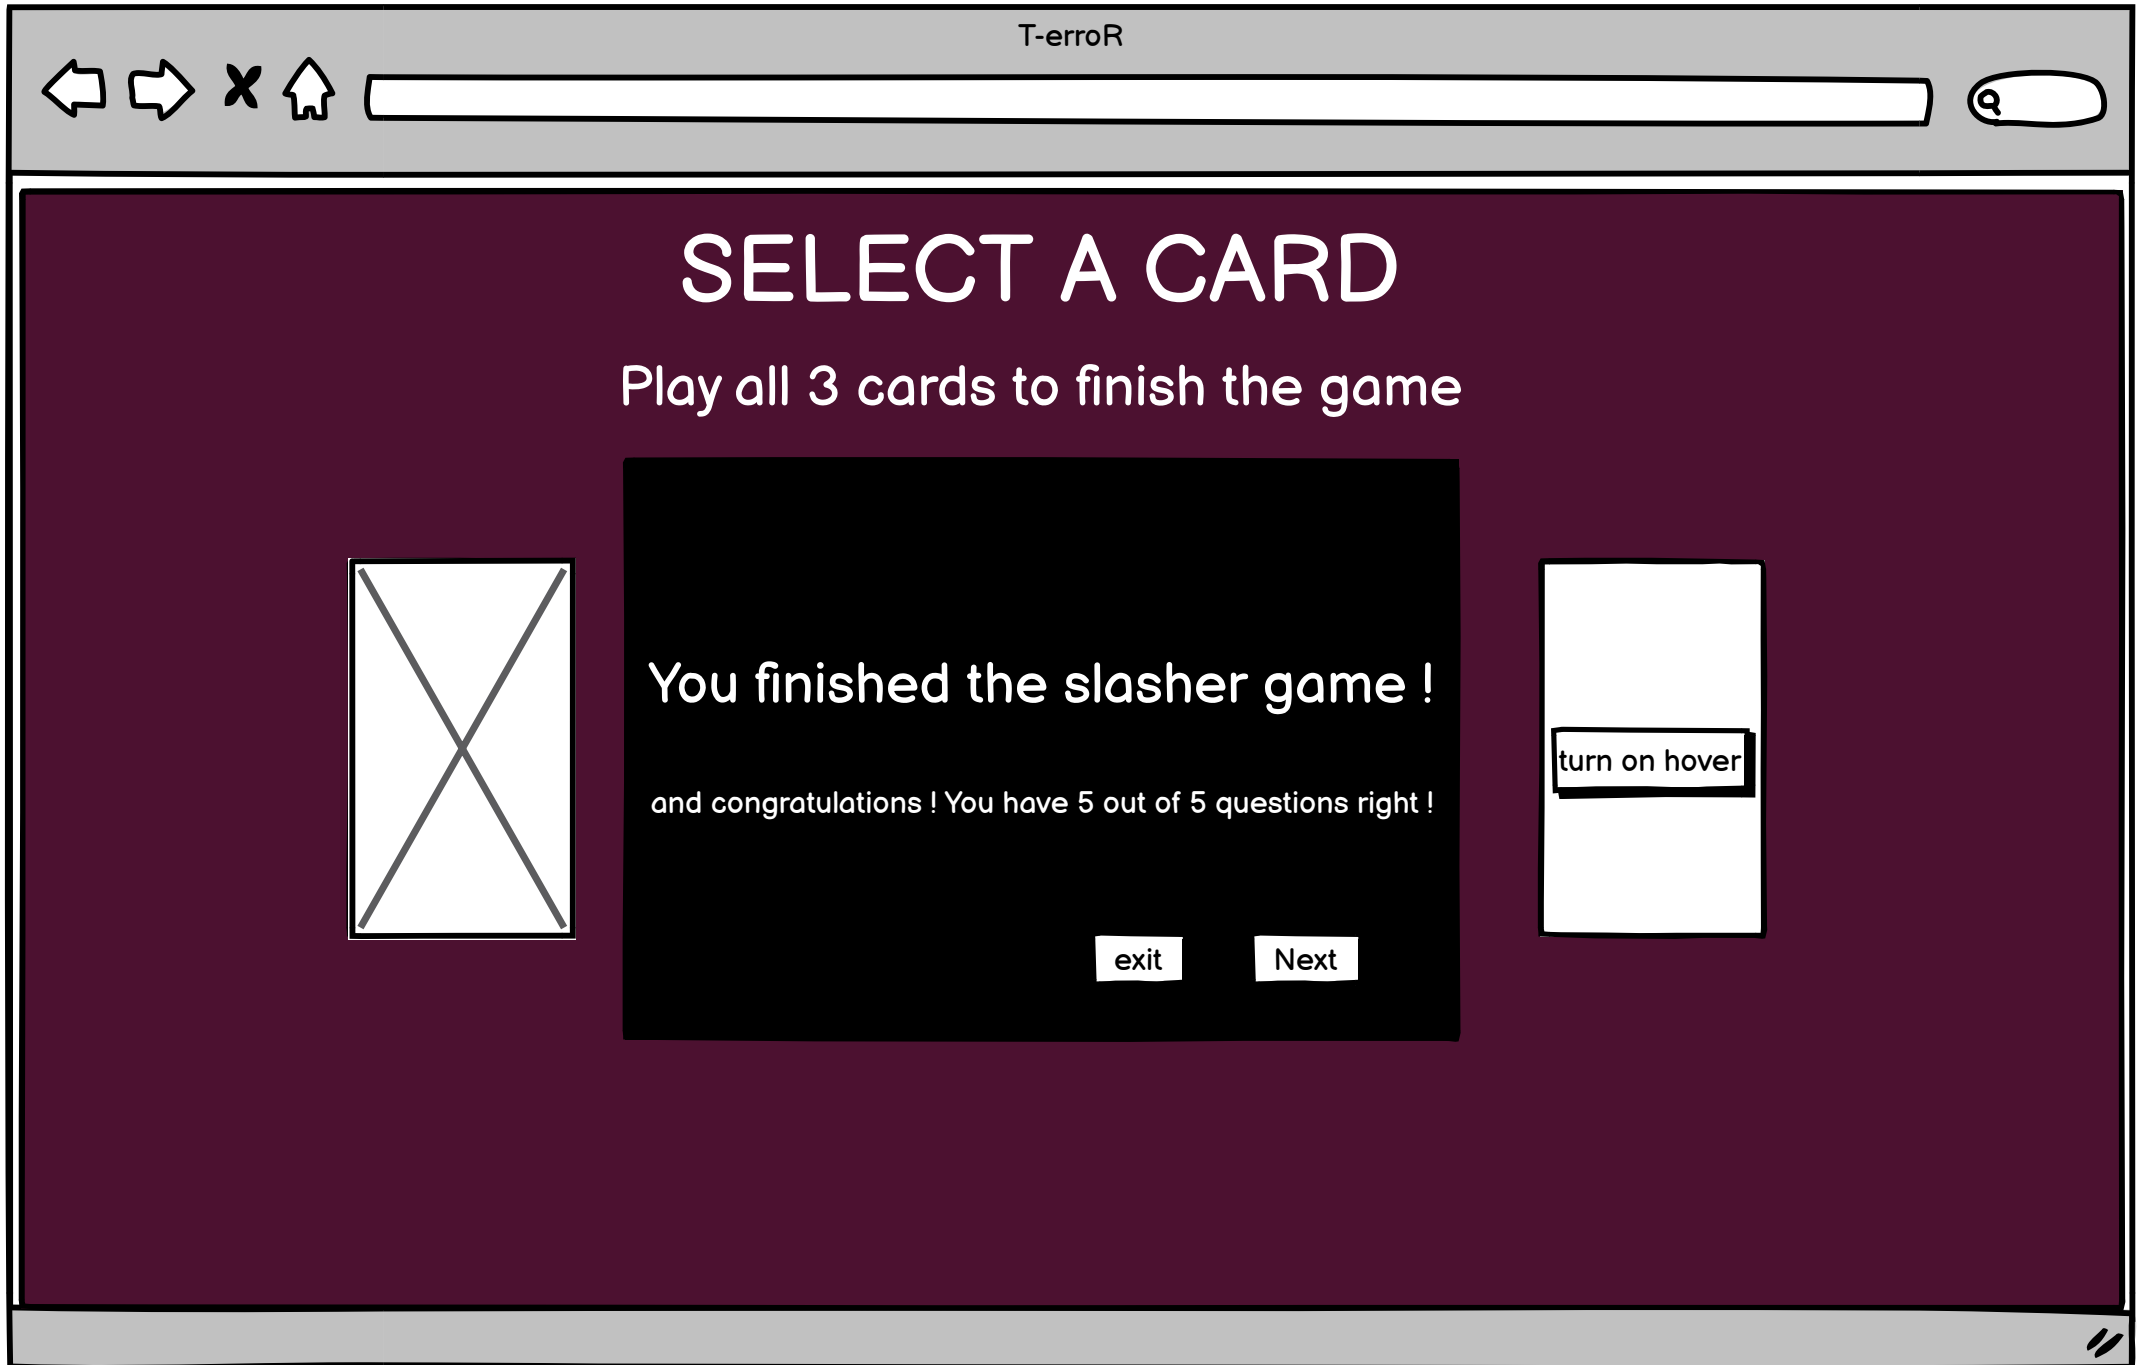 T-erroR
SELECT A CARD
Play all 3 cards to finish the game
You finished the slasher game !
turn on hover
and congratulations ! You have 5 out of 5 questions right !
exit
Next